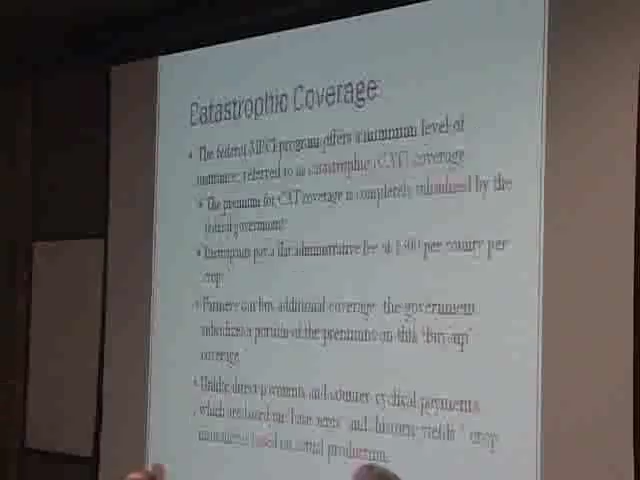 Catastrophic Coverage
• The federal MPCI program offers a minimum level of
insurance, referred to as catastrophic (CAT) coverage
• The premium for CAT coverage is completely subsidized by the
federal government
• pay a flat administrative fee of per county per
crop
• Farmers can buy additional coverage the government
subsidizes a portion of the premiums on this "buy-up"
coverage
• Unlike direct payments and counter-cyclical payments
which are based on "base acres" and "historic yields" crop
insurance is based on actual production.